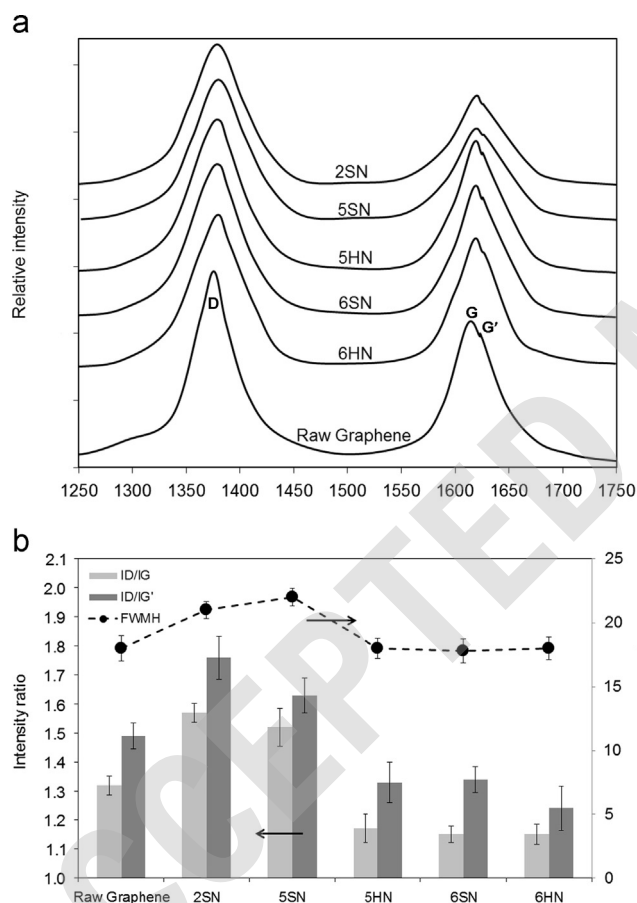 a
Relative intensity
2SN
5SN
5HN
6SN
6HN
D
G
G'
Raw Graphene
1250 1300 1350 1400 1450 1500 1550 1600 1650 1700 1750
b
Intensity ratio
2.1
2.0
1.9
1.8
1.7
1.6
1.5
1.4
1.3
1.2
1.1
1.0
ID/IG
ID/IG'
FWMH
25
20
15
10
5
0
Raw Graphene 2SN 5SN 5HN 6SN 6HN
CCEPTED